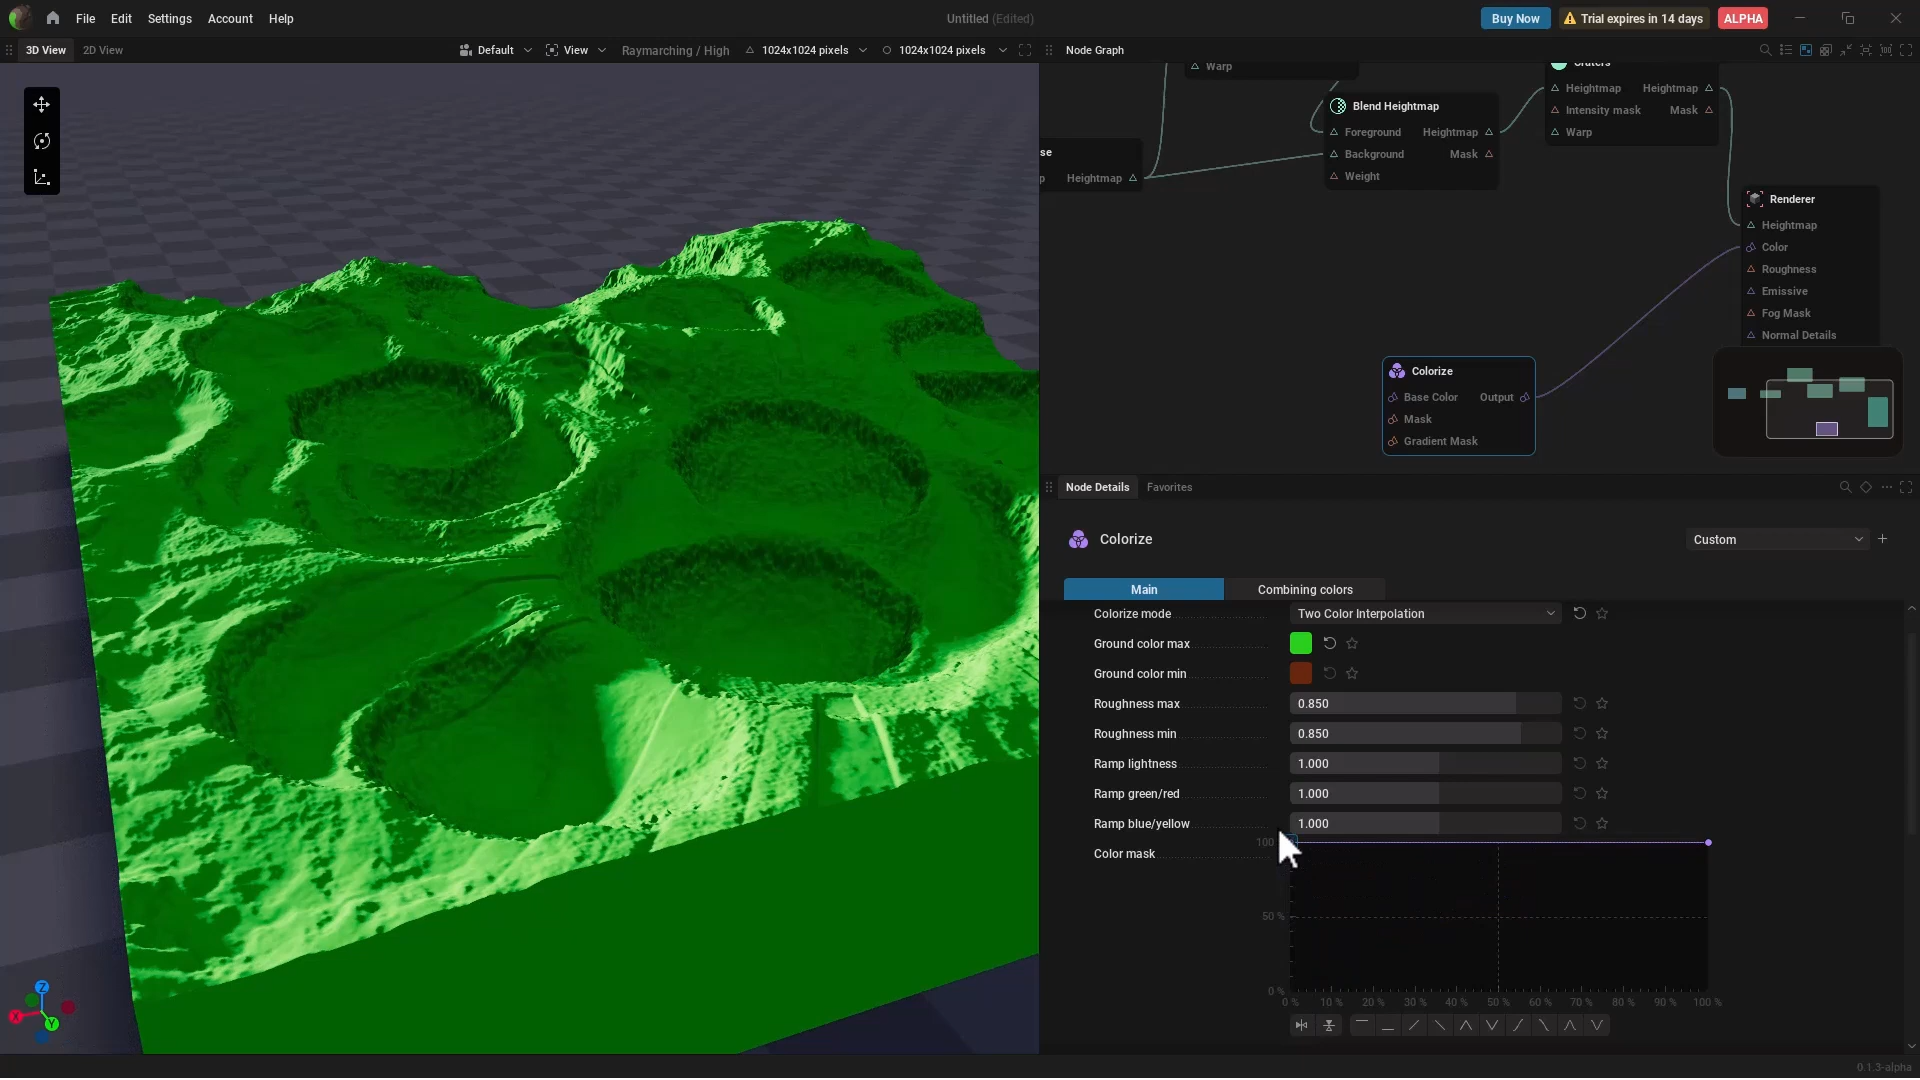 File Edit Settings Account Help
Untitled (Edited)
Buy Now
Trial expires in 14 days
ALPHA
3D View
2D View
Default
View
Raymarching / High
1024x1024 pixels
1024x1024 pixels
Node Graph
Warp
Blend Heightmap
Foreground Heightmap
Background Mask
Weight
se
p Heightmap
Craters
Heightmap Heightmap
Intensity mask Mask
Warp
Renderer
Heightmap
Color
Roughness
Emissive
Fog Mask
Normal Details
Colorize
Base Color Output
Mask
Gradient Mask
Node Details
Favorites
Colorize
Custom
Main
Combining colors
Colorize mode Two Color Interpolation
Ground color max
Ground color min
Roughness max 0.850
Roughness min 0.850
Ramp lightness 1.000
Ramp green/red 1.000
Ramp blue/yellow 1.000
Color mask
100
50 %
0 %
0 % 10 % 20 % 30 % 40 % 50 % 60 % 70 % 80 % 90 % 100 %
X
Y
Z
0.1.3-alpha